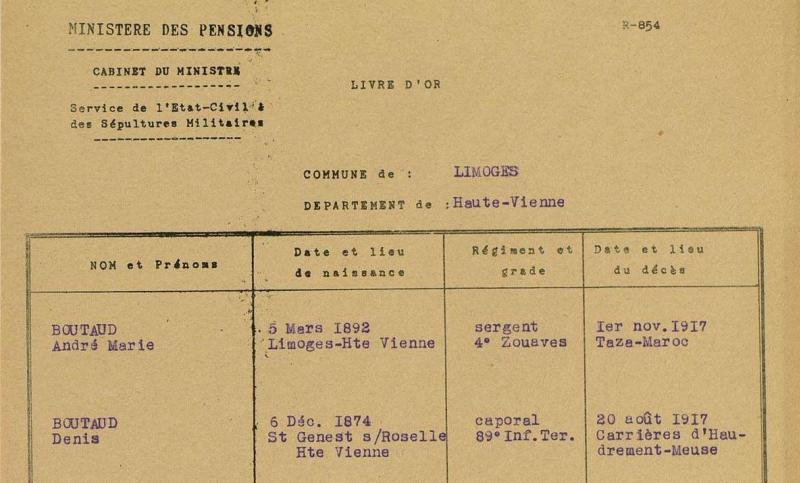 MINISTERE DES PENSIONS
R-854
CABINET DU MINISTRE
LIVRE D'OR
Service de l'Etat-Civil &
des Sépultures Militaires
COMMUNE de : LIMOGES
DEPARTEMENT de : Haute-Vienne
NOM et Prénoms
Date et lieu
de naissance
Régiment et
grade
Date et lieu
du décès
BOUTAUD
André Marie
5 Mars 1892
Limoges-Hte Vienne
sergent
4° Zouaves
1er nov.1917
Taza-Maroc
BOUTAUD
Denis
6 Déc. 1874
St Genest s/Roselle
Hte Vienne
caporal
89°Inf.Ter.
20 août 1917
Carrières d'Hau-
drement-Meuse